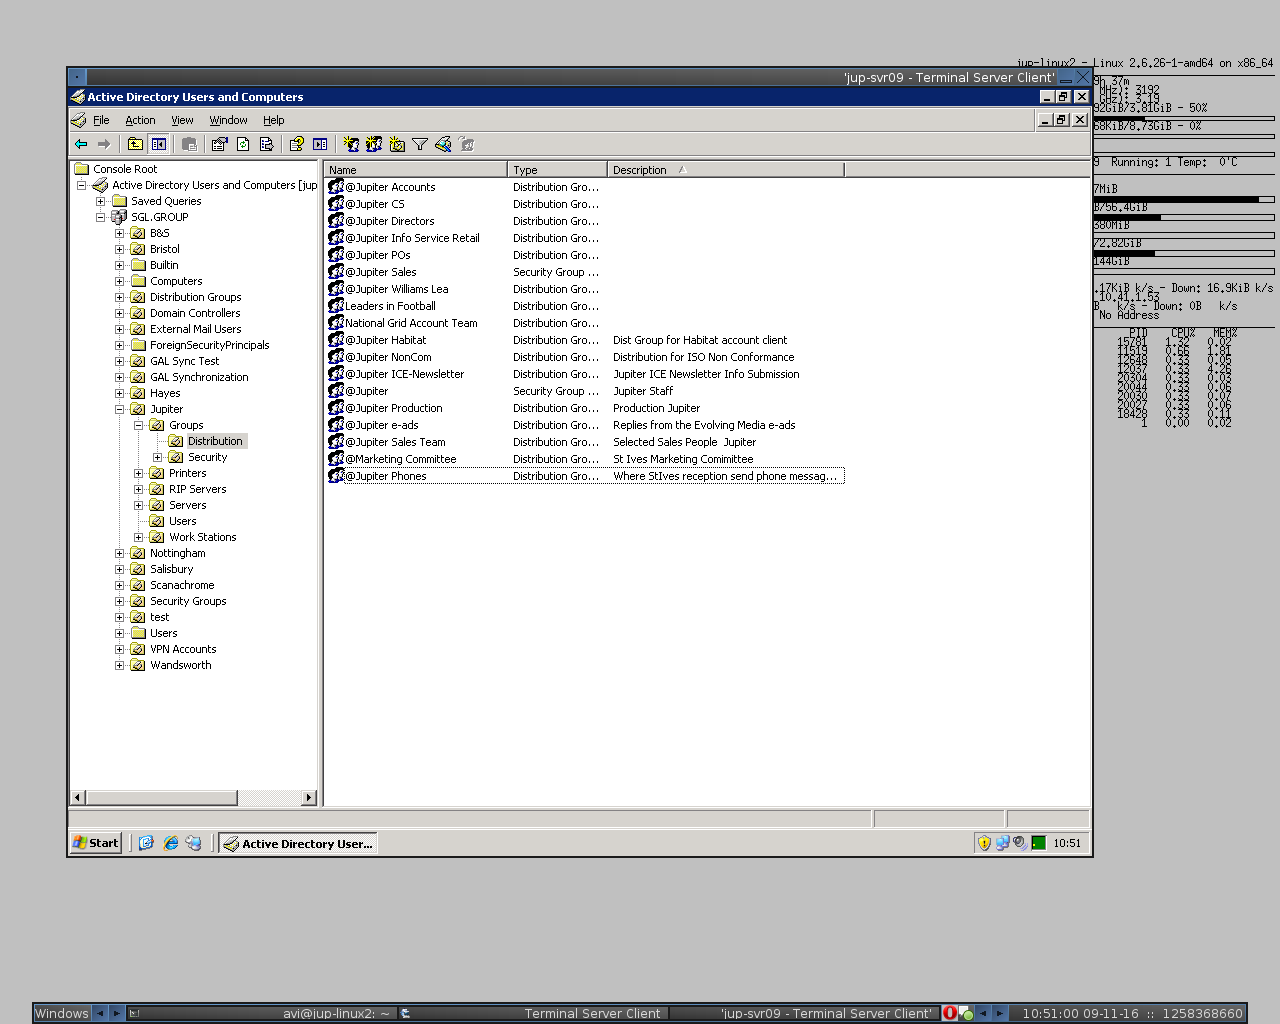 jup-linux2 - Linux 2.6.26-1-amd64 on x86_64
'jup-svr09 - Terminal Server Client'
9h 37m
MHz): 3192
GHz): 3.19
92GiB/3.81GiB - 50%
68KiB/8.73GiB - 0%
9 Running: 1 Temp: 0'C
7MiB
B/56.4GiB
380MiB
/2.82GiB
144GiB
.17KiB k/s - Down: 16.9KiB k/s
10.41.1.53
B k/s - Down: 0B k/s
No Address
PID CPU% MEM%
15781 1.32 0.02
11519 0.66 1.81
12648 0.33 0.05
12037 0.33 4.26
20304 0.33 0.03
20044 0.33 0.06
20030 0.33 0.07
20027 0.33 0.06
18428 0.33 0.11
1 0.00 0.02
Active Directory Users and Computers
File Action View Window Help
Console Root
Active Directory Users and Computers [jup
Saved Queries
SGL.GROUP
B&S
Bristol
Builtin
Computers
Distribution Groups
Domain Controllers
External Mail Users
ForeignSecurityPrincipals
GAL Sync Test
GAL Synchronization
Hayes
Jupiter
Groups
Distribution
Security
Printers
RIP Servers
Servers
Users
Work Stations
Nottingham
Salisbury
Scanachrome
Security Groups
test
Users
VPN Accounts
Wandsworth
Name Type Description
@Jupiter Accounts Distribution Gro...
@Jupiter CS Distribution Gro...
@Jupiter Directors Distribution Gro...
@Jupiter Info Service Retail Distribution Gro...
@Jupiter POs Distribution Gro...
@Jupiter Sales Security Group ...
@Jupiter Williams Lea Distribution Gro...
Leaders in Football Distribution Gro...
National Grid Account Team Distribution Gro...
@Jupiter Habitat Distribution Gro... Dist Group for Habitat account client
@Jupiter NonCom Distribution Gro... Distribution for ISO Non Conformance
@Jupiter ICE-Newsletter Distribution Gro... Jupiter ICE Newsletter Info Submission
@Jupiter Security Group ... Jupiter Staff
@Jupiter Production Distribution Gro... Production Jupiter
@Jupiter e-ads Distribution Gro... Replies from the Evolving Media e-ads
@Jupiter Sales Team Distribution Gro... Selected Sales People Jupiter
@Marketing Committee Distribution Gro... St Ives Marketing Comimittee
@Jupiter Phones Distribution Gro... Where StIves reception send phone messag...
Start Active Directory User... 10:51
Windows avi@jup-linux2: ~ Terminal Server Client 'jup-svr09 - Terminal Server Client' 10:51:00 09-11-16 :: 1258368660